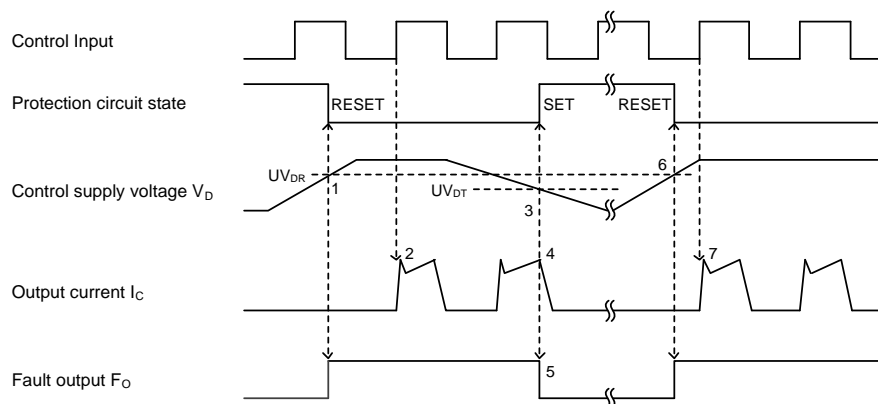 Control Input
Protection circuit state
RESET
SET
RESET
UVDR
1
6
Control supply voltage VD
UVDT
3
2
4
7
Output current IC
5
Fault output FO